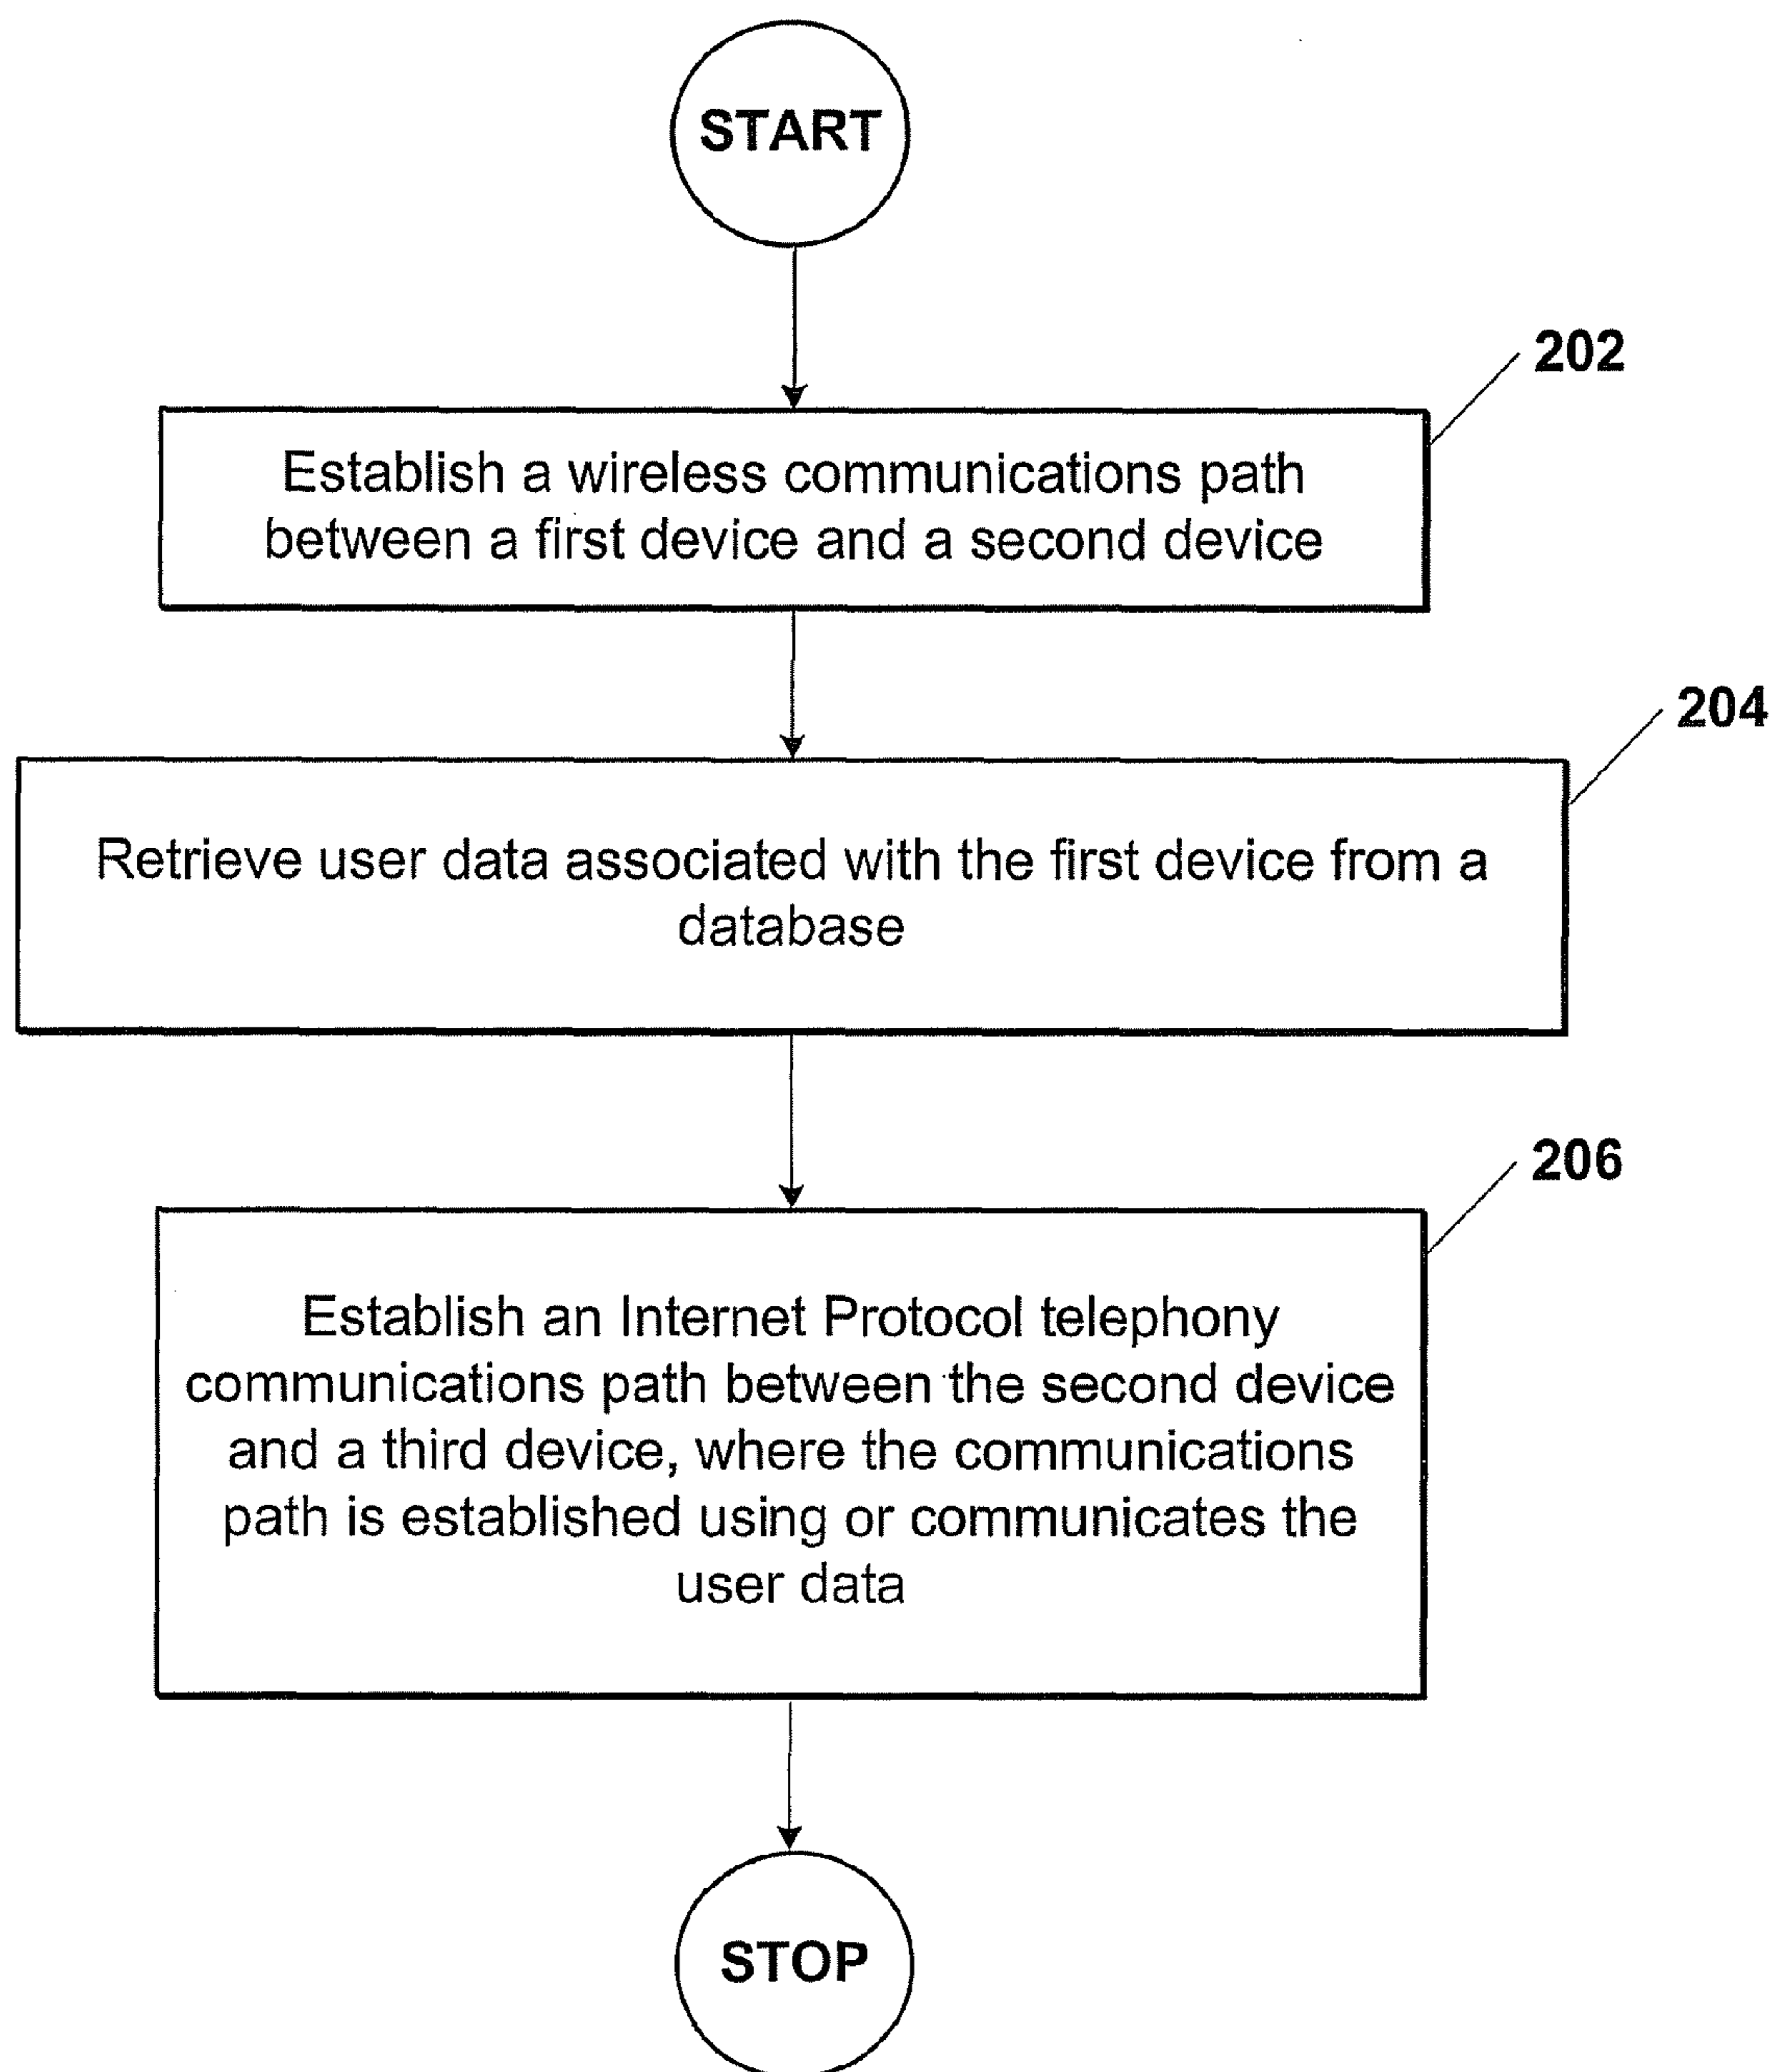 START
202
Establish a wireless communications path
between a first device and a second device
204
Retrieve user data associated with the first device from a
database
206
Establish an Internet Protocol telephony
communications path between the second device
and a third device, where the communications
path is established using or communicates the
user data
STOP